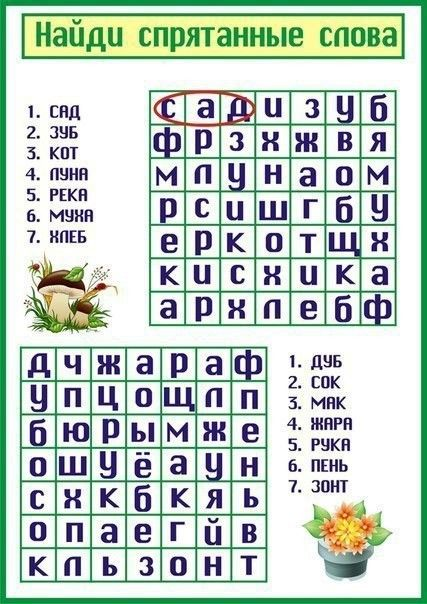 Найди спрятанные слова
1. САД
2. ЗУБ
3. КОТ
4. ЛУНА
5. РЕКА
6. МУХА
7. ХЛЕБ
с а д и з у б
ф р з х ж в я
м л у н а о м
р с и ш г б у
е р к о т щ х
к и с х и к а
а р х л е б ф
д ч ж а р а ф
у п ц о щ л п
б ю р ы м ж е
о ш у ё а у н
с х к б к я ь
о п а е г й в
к л ь з о н т
1. ДУБ
2. СОК
3. МАК
4. ЖАРА
5. РУКА
6. ПЕНЬ
7. ЗОНТ